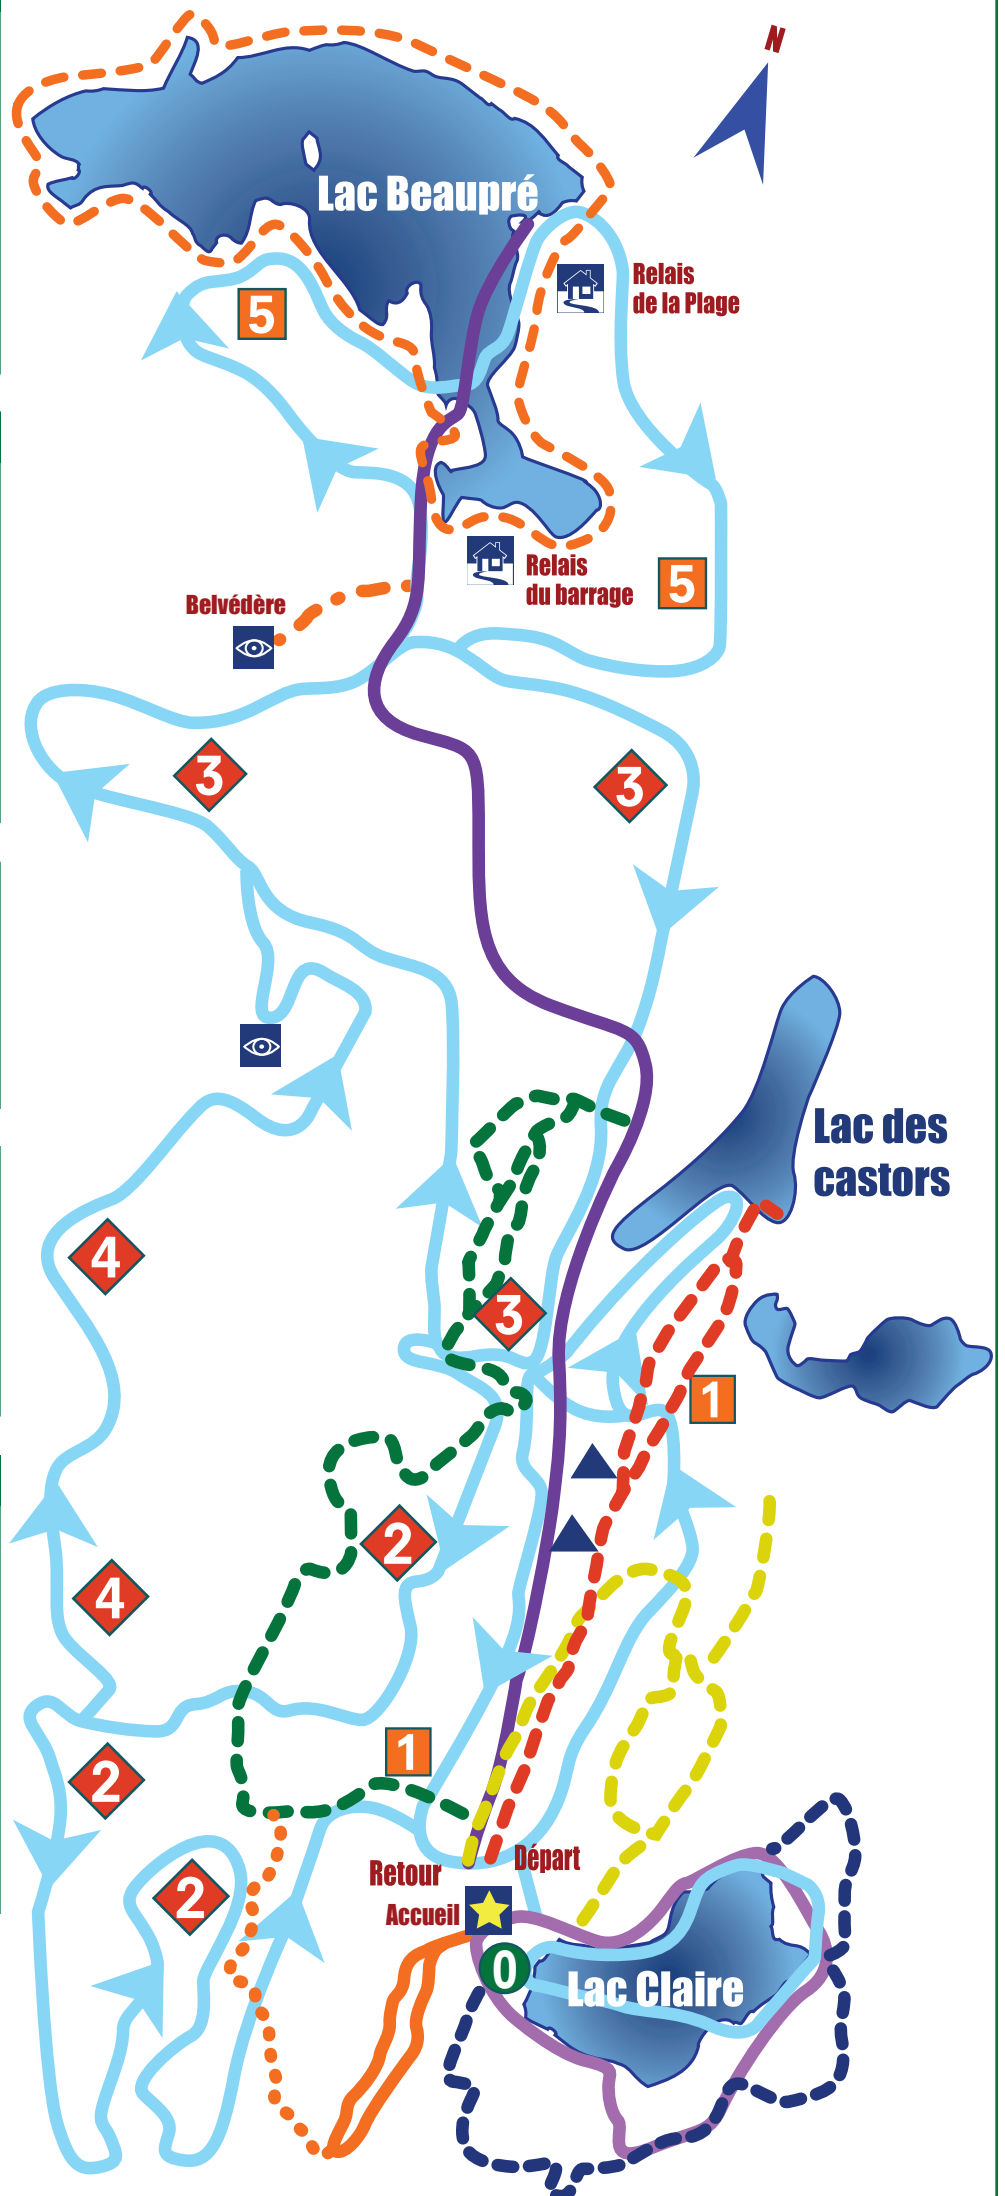 N
Lac Beaupré
Relais
de la Plage
5
Relais
du barrage
5
Belvédère
3
3
Lac des
castors
4
3
1
2
4
1
2
Retour
Départ
2
Accueil
0
Lac Claire